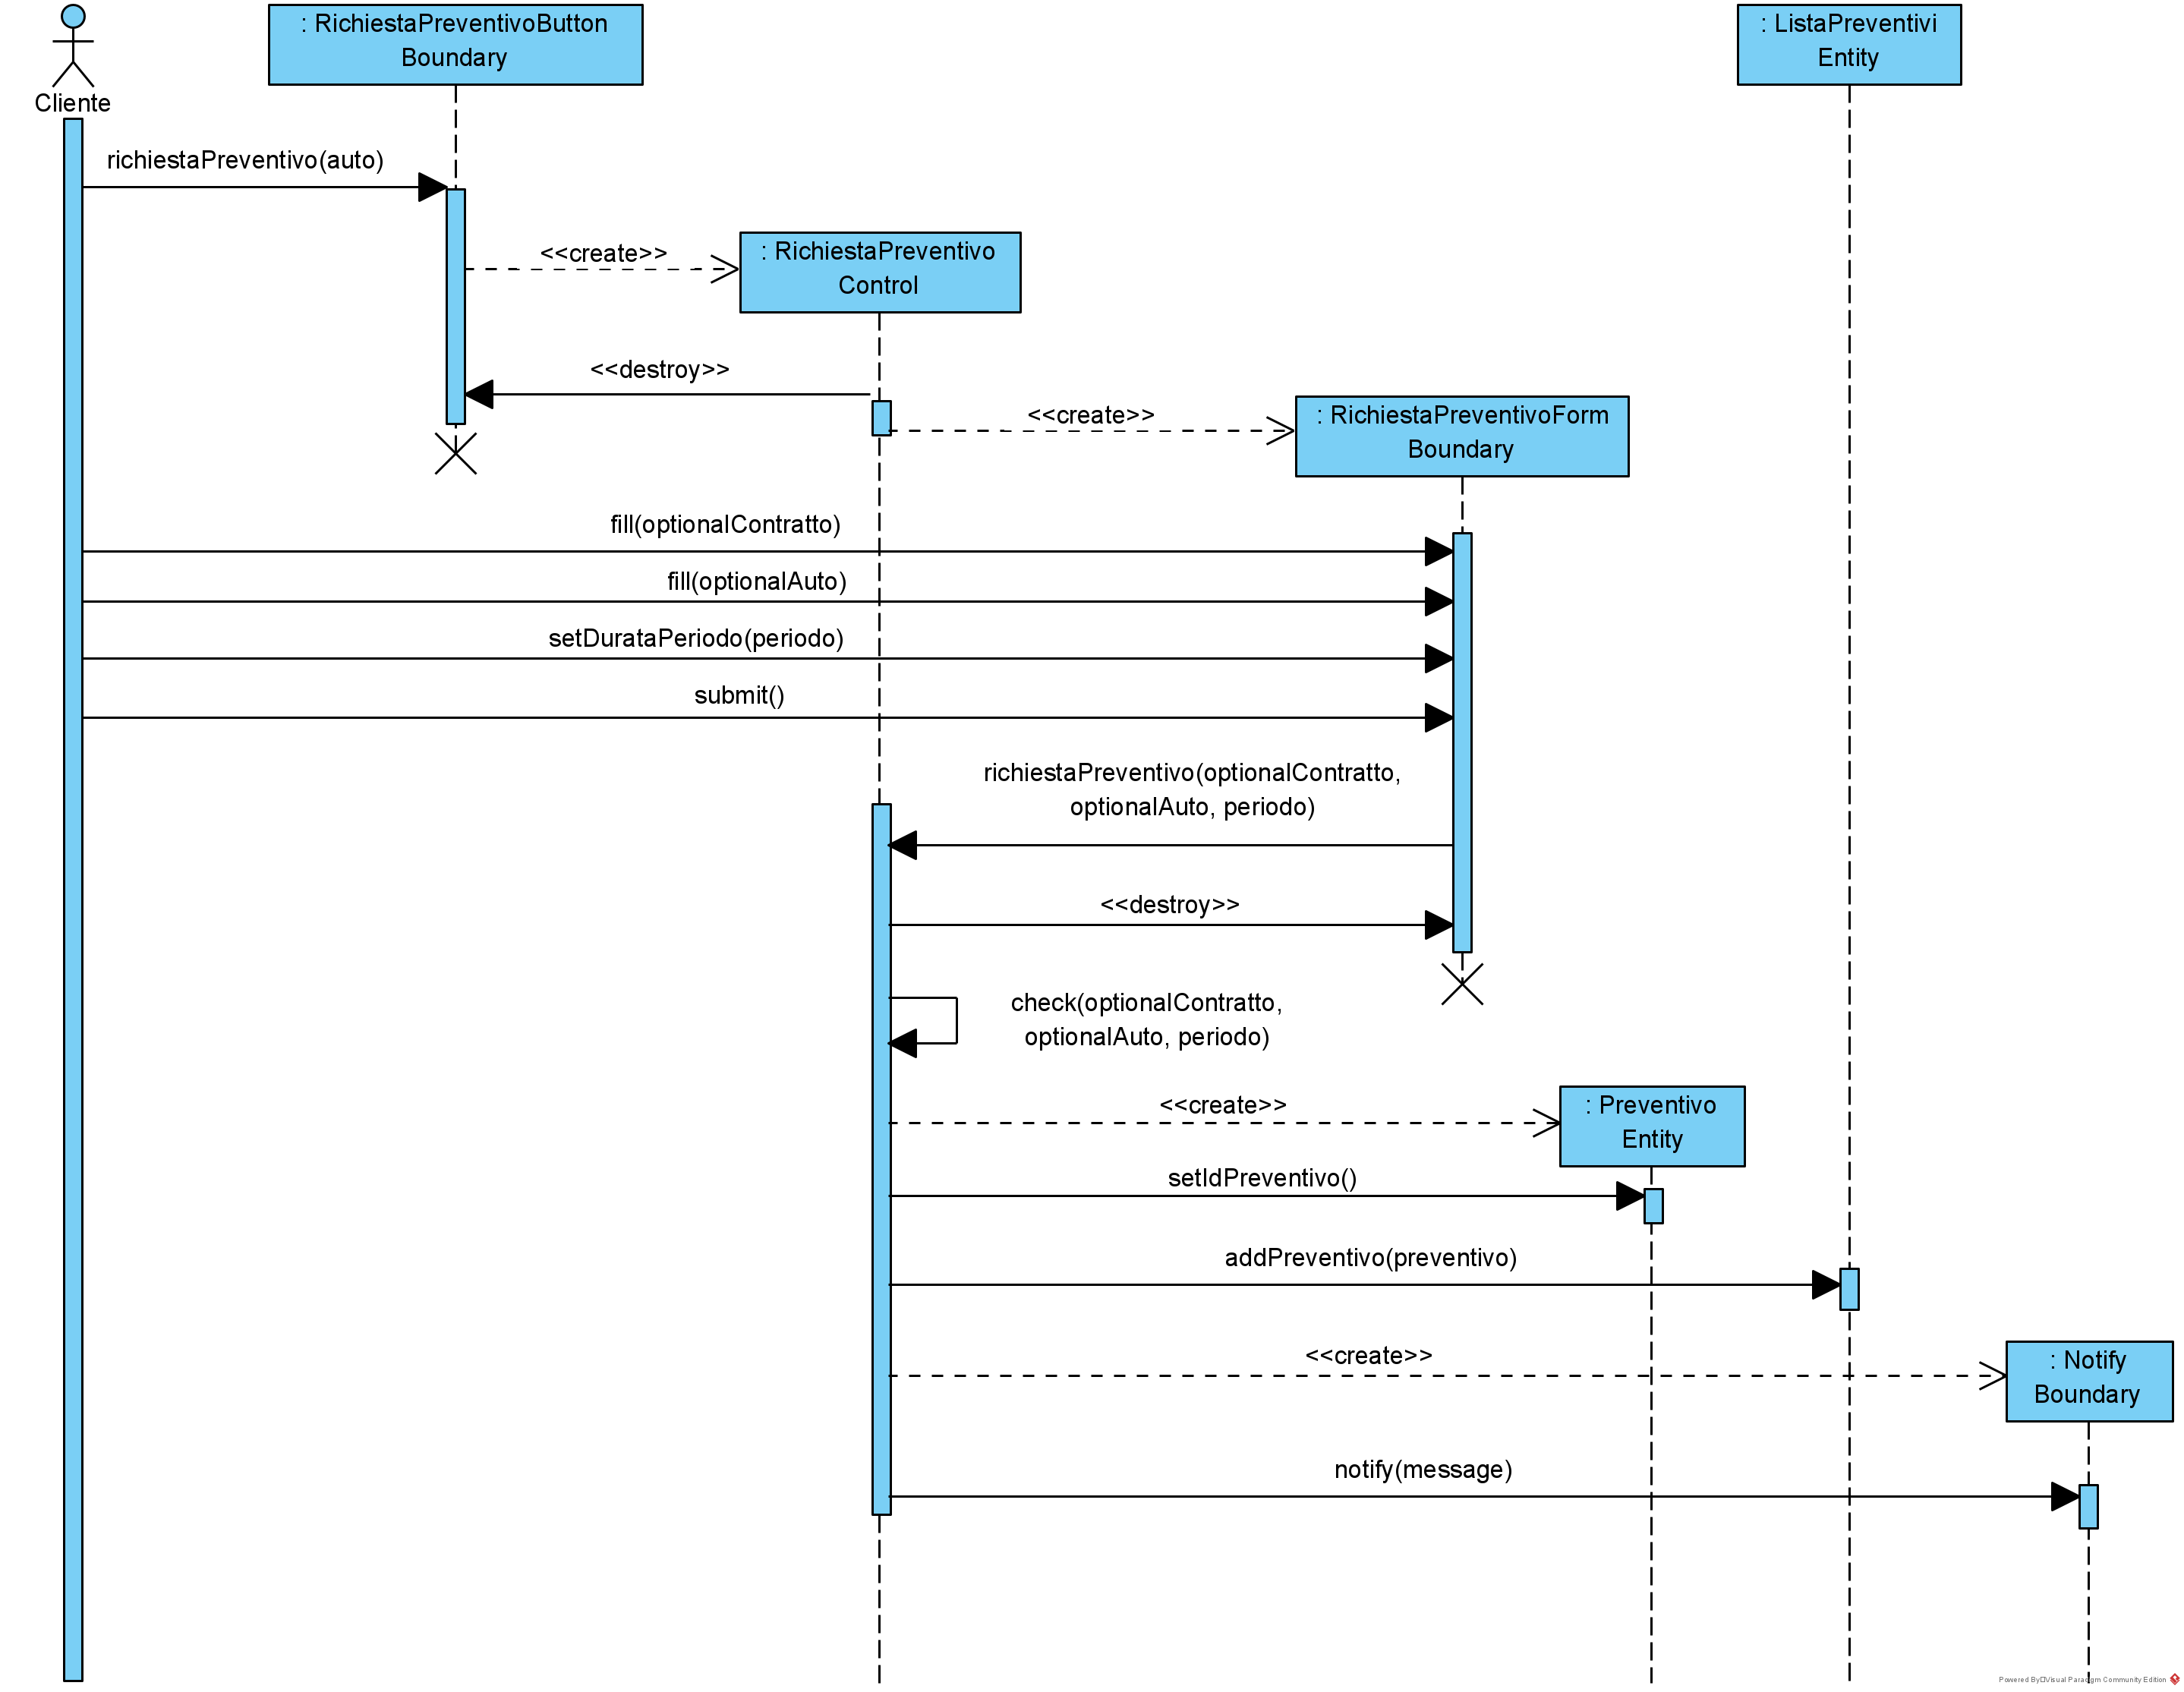 : RichiestaPreventivoButton
Boundary
: ListaPreventivi
Entity
Cliente
richiestaPreventivo(auto)
<<create>>
: RichiestaPreventivo
Control
<<destroy>>
<<create>>
: RichiestaPreventivoForm
Boundary
fill(optionalContratto)
fill(optionalAuto)
setDurataPeriodo(periodo)
submit()
richiestaPreventivo(optionalContratto,
optionalAuto, periodo)
<<destroy>>
check(optionalContratto,
optionalAuto, periodo)
<<create>>
: Preventivo
Entity
setIdPreventivo()
addPreventivo(preventivo)
<<create>>
: Notify
Boundary
notify(message)
Powered By□Visual Paradigm Community Edition